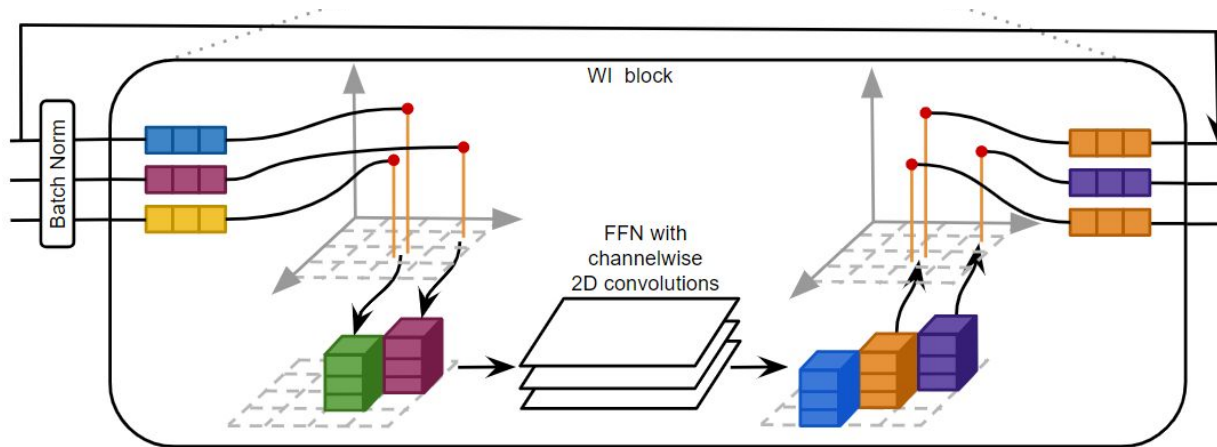 WI block
Batch Norm
FFN with
channelwise
2D convolutions